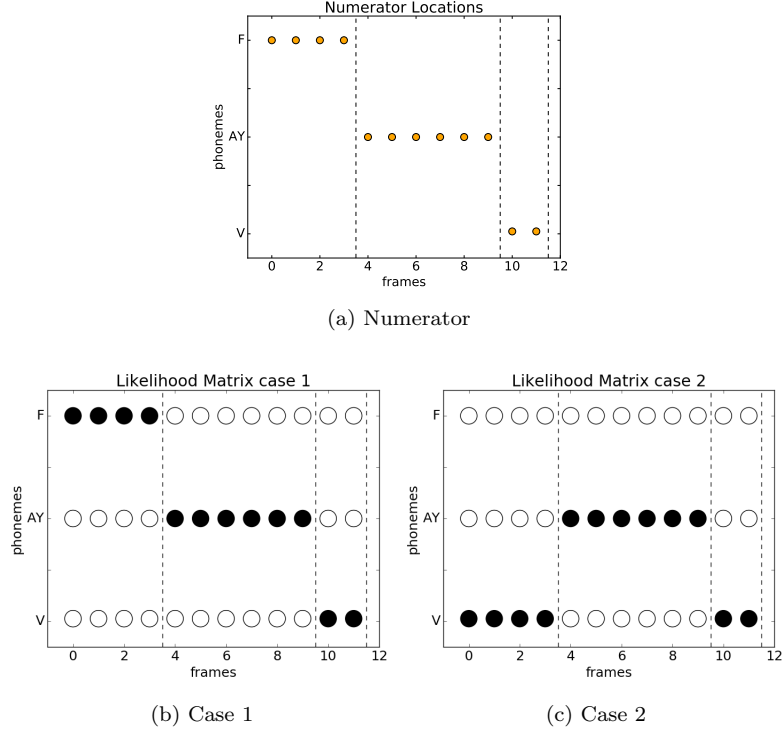 Numerator Locations
F
AY
V
phonemes
0 2 4 6 8 10 12
frames
(a) Numerator
Likelihood Matrix case 1
F
AY
V
phonemes
0 2 4 6 8 10 12
frames
(b) Case 1
Likelihood Matrix case 2
F
AY
V
phonemes
0 2 4 6 8 10 12
frames
(c) Case 2